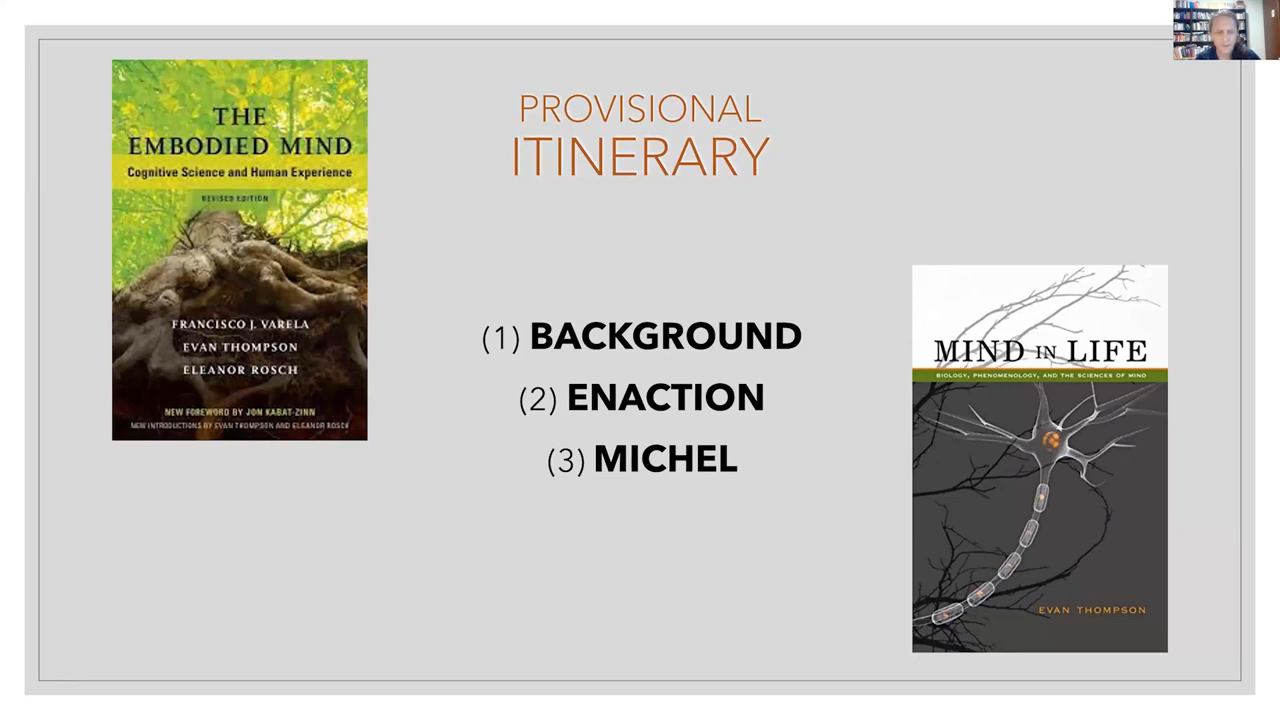 THE
EMBODIED MIND
Cognitive Science and Human Experience
REVISED EDITION
FRANCISCO J. VARELA
EVAN THOMPSON
ELEANOR ROSCH
NEW FOREWORD BY JON KABAT-ZINN
NEW INTRODUCTIONS BY EVAN THOMPSON AND ELEANOR ROSCH
PROVISIONAL
ITINERARY
(1) BACKGROUND
(2) ENACTION
(3) MICHEL
MIND IN LIFE
BIOLOGY, PHENOMENOLOGY, AND THE SCIENCES OF MIND
EVAN THOMPSON